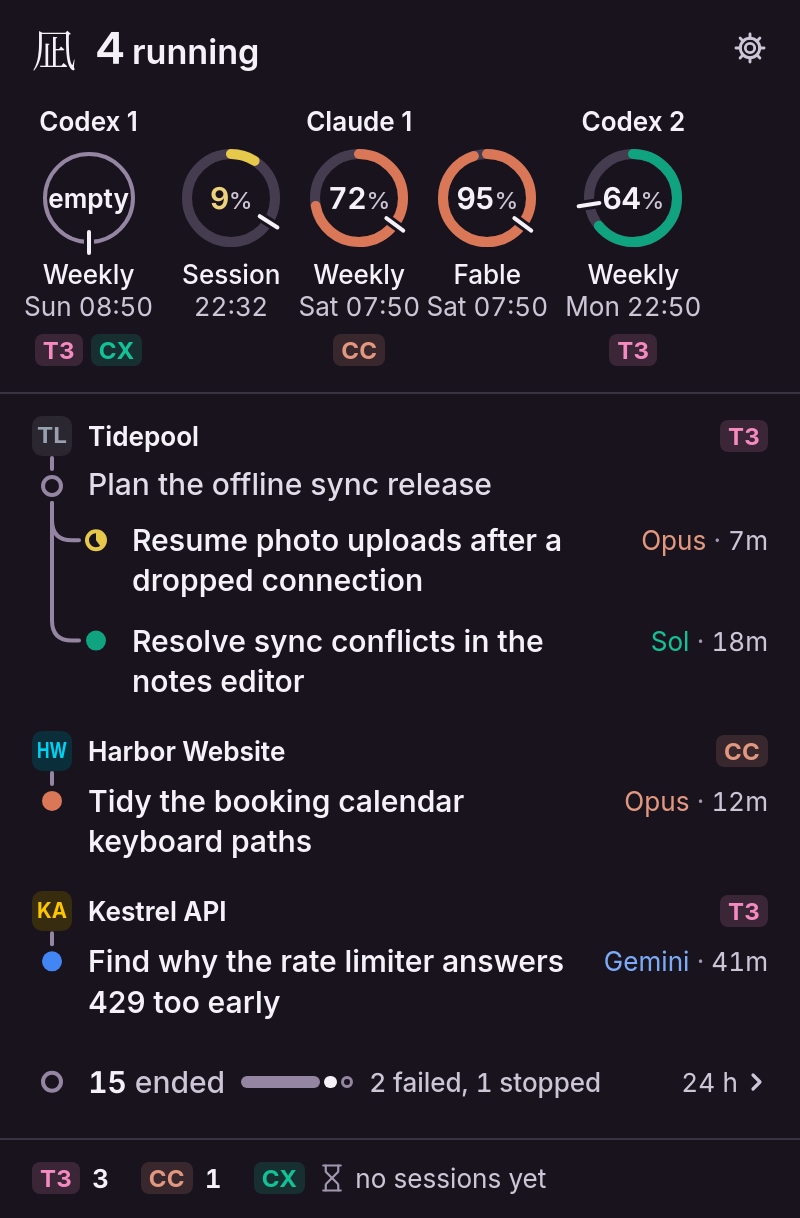 凪 4 running
Codex 1
Claude 1
Codex 2
empty
9%
72%
95%
64%
Weekly
Session
Weekly
Fable
Weekly
Sun 08:50
22:32
Sat 07:50
Sat 07:50
Mon 22:50
T3 CX
CC
T3
TL Tidepool T3
Plan the offline sync release
Resume photo uploads after a Opus · 7m
dropped connection
Resolve sync conflicts in the Sol · 18m
notes editor
HW Harbor Website CC
Tidy the booking calendar Opus · 12m
keyboard paths
KA Kestrel API T3
Find why the rate limiter answers Gemini · 41m
429 too early
15 ended 2 failed, 1 stopped 24 h
T3 3 CC 1 CX no sessions yet